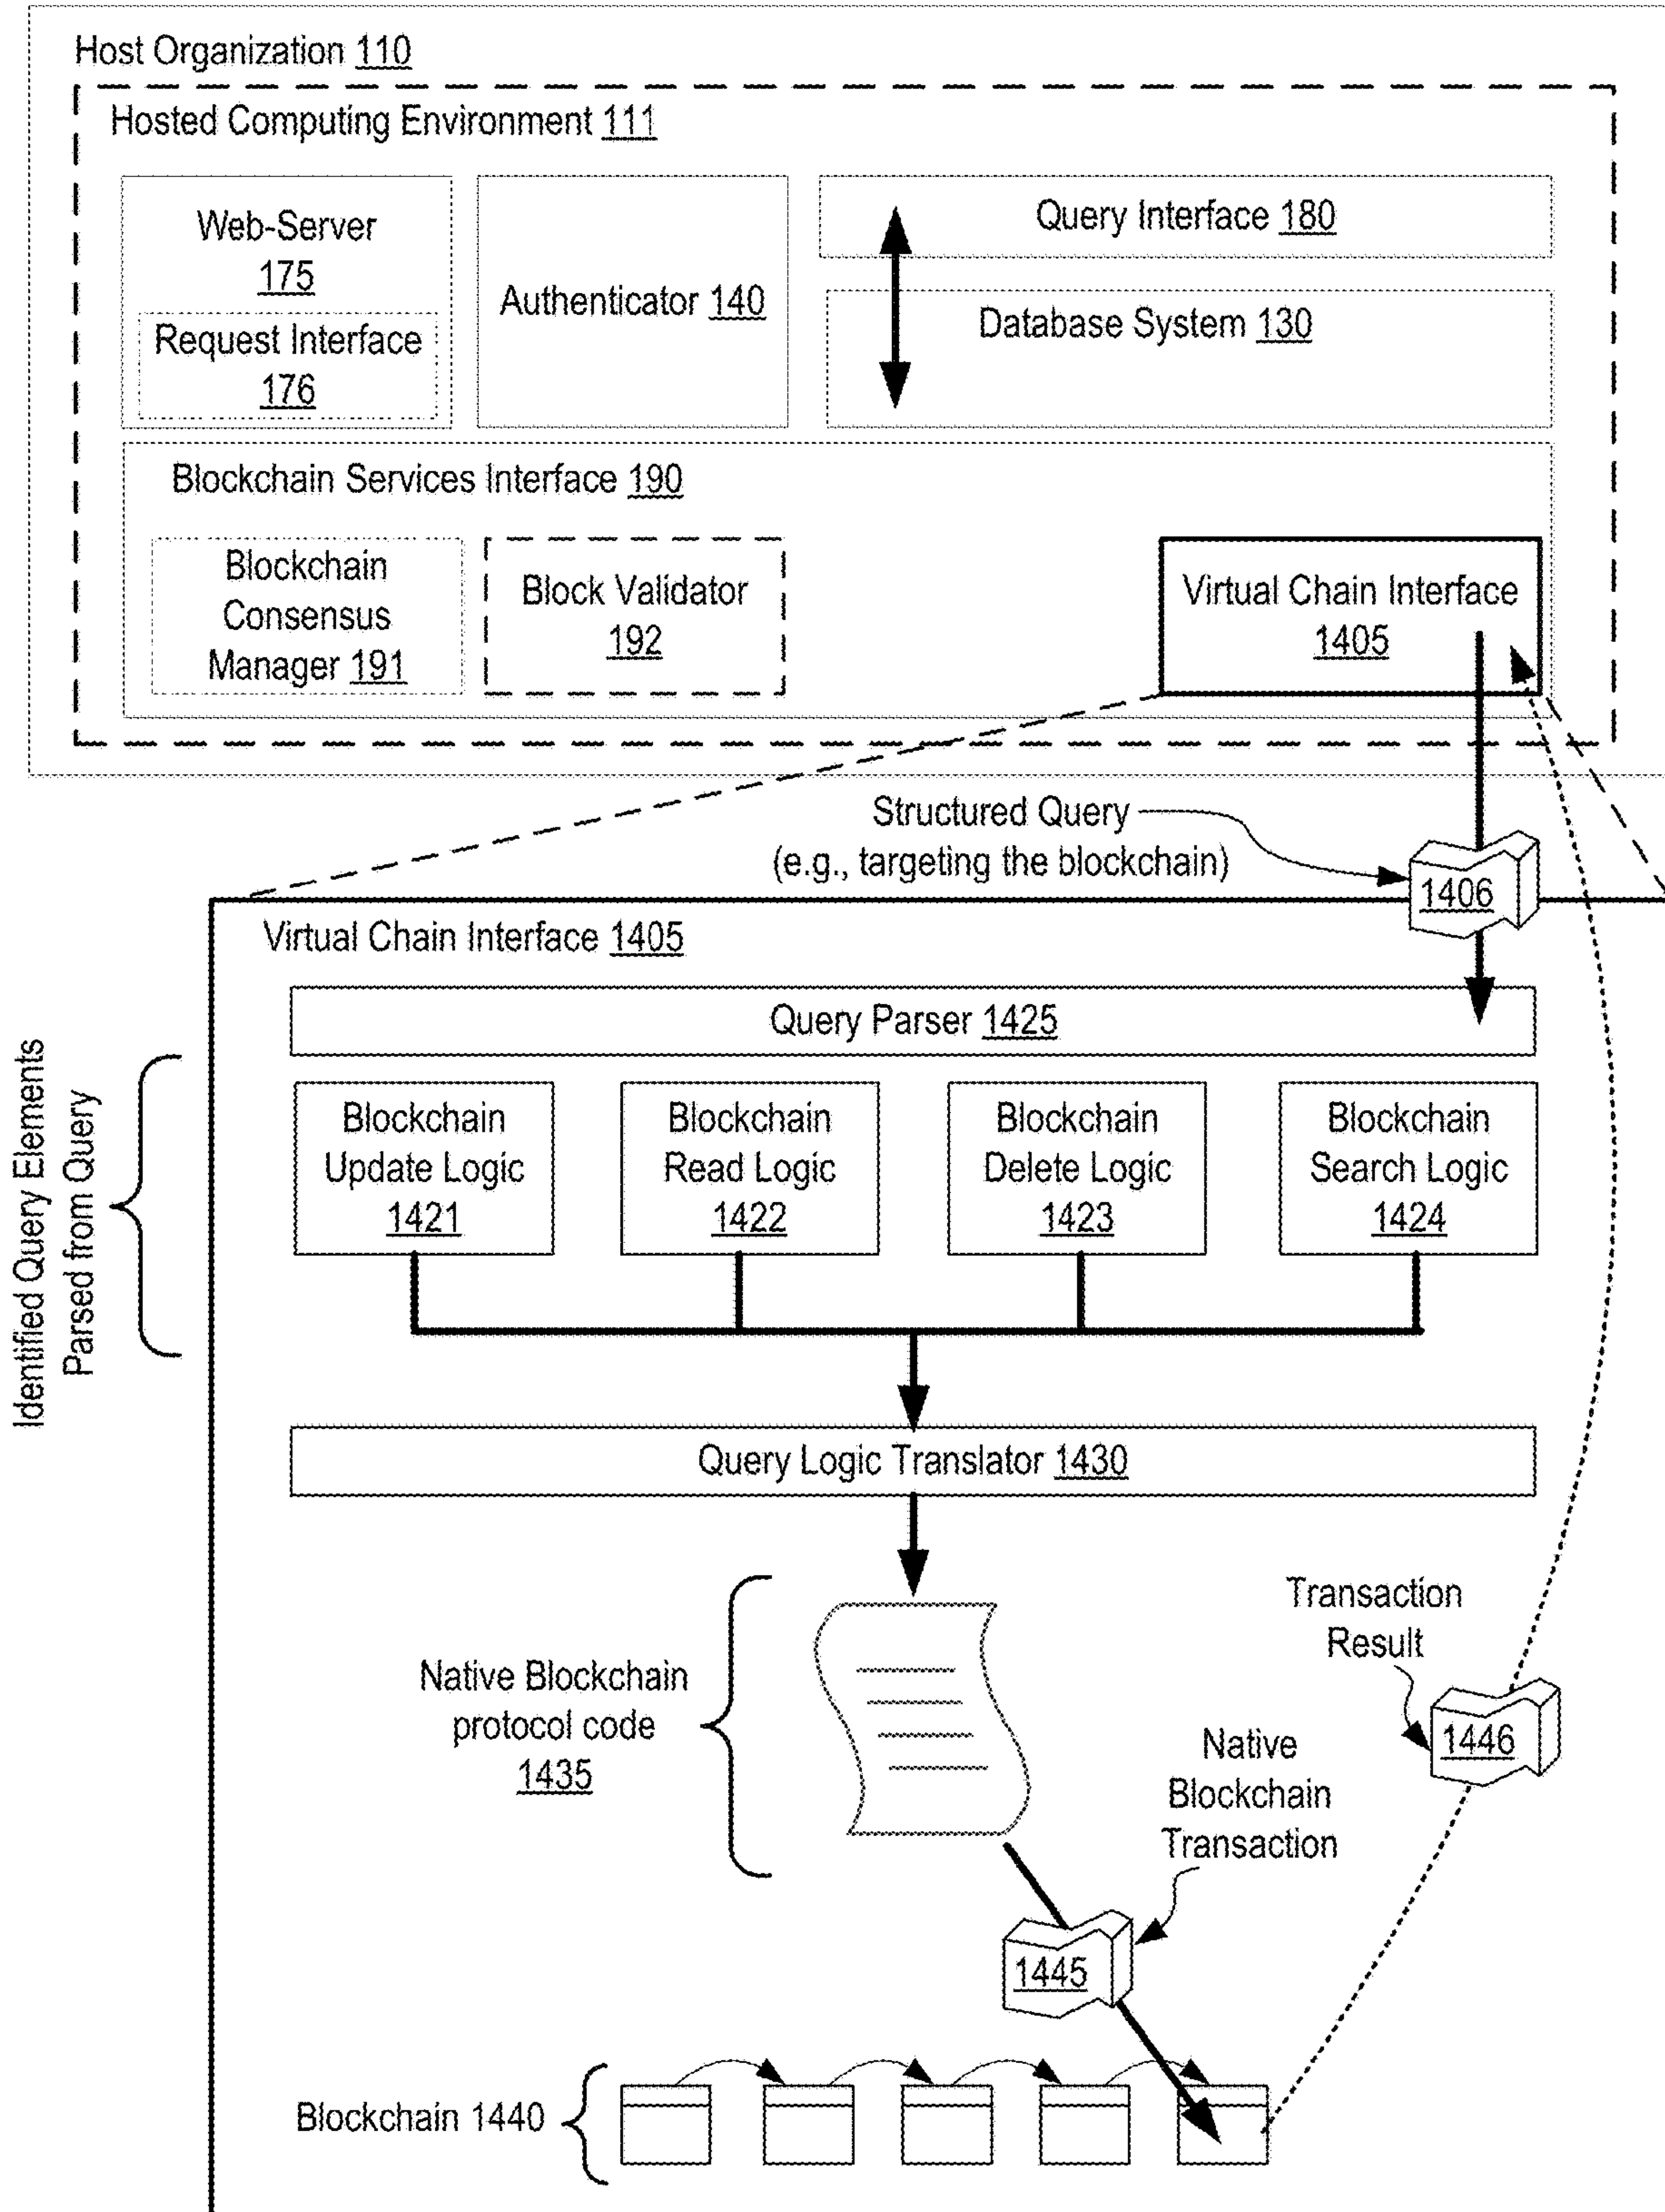 Host Organization 110
Hosted Computing Environment 111
Web-Server
175
Request Interface
176
Authenticator 140
Query Interface 180
Database System 130
Blockchain Services Interface 190
Blockchain
Consensus
Manager 191
Block Validator
192
Virtual Chain Interface
1405
Structured Query
(e.g., targeting the blockchain)
1406
Virtual Chain Interface 1405
Query Parser 1425
Identified Query Elements
Parsed from Query
Blockchain
Update Logic
1421
Blockchain
Read Logic
1422
Blockchain
Delete Logic
1423
Blockchain
Search Logic
1424
Query Logic Translator 1430
Native Blockchain
protocol code
1435
Transaction
Result
1446
Native
Blockchain
Transaction
1445
Blockchain 1440